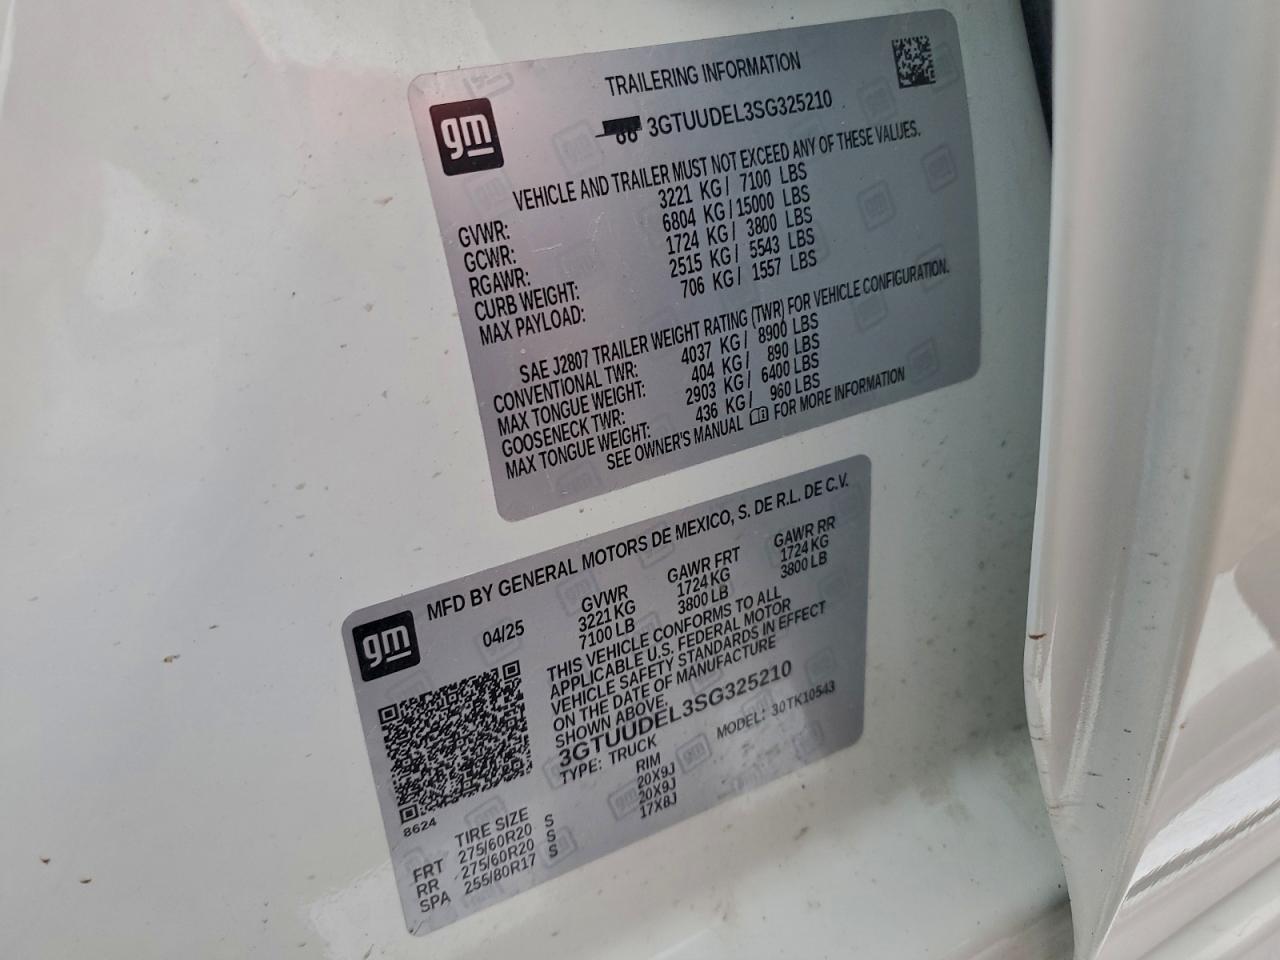 gm
TRAILERING INFORMATION
3GTUUDEL3SG325210
VEHICLE AND TRAILER MUST NOT EXCEED ANY OF THESE VALUES.
GVWR: 3221 KG/ 7100 LBS
GCWR: 6804 KG/15000 LBS
RGAWR: 1724 KG/ 3800 LBS
CURB WEIGHT: 2515 KG/ 5543 LBS
MAX PAYLOAD: 706 KG/ 1557 LBS
SAE J2807 TRAILER WEIGHT RATING (TWR) FOR VEHICLE CONFIGURATION.
CONVENTIONAL TWR: 4037 KG/ 8900 LBS
MAX TONGUE WEIGHT: 404 KG/ 890 LBS
GOOSENECK TWR: 2903 KG/ 6400 LBS
MAX TONGUE WEIGHT: 436 KG/ 960 LBS
SEE OWNER'S MANUAL FOR MORE INFORMATION
gm
MFD BY GENERAL MOTORS DE MEXICO, S. DE R.L. DE C.V.
04/25 GVWR GAWR FRT GAWR RR
3221 KG 1724 KG 1724 KG
7100 LB 3800 LB 3800 LB
THIS VEHICLE CONFORMS TO ALL
APPLICABLE U.S. FEDERAL MOTOR
VEHICLE SAFETY STANDARDS IN EFFECT
ON THE DATE OF MANUFACTURE
SHOWN ABOVE.
3GTUUDEL3SG325210
TYPE: TRUCK MODEL: 30TK10543
8624
TIRE SIZE RIM
FRT 275/60R20 S 20X9J
RR 275/60R20 S 20X9J
SPA 255/80R17 S 17X8J